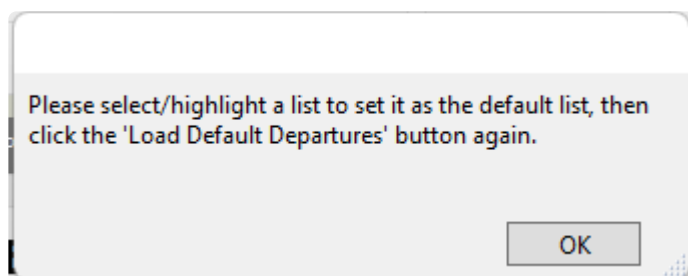 Please select/highlight a list to set it as the default list, then
click the 'Load Default Departures' button again.
OK